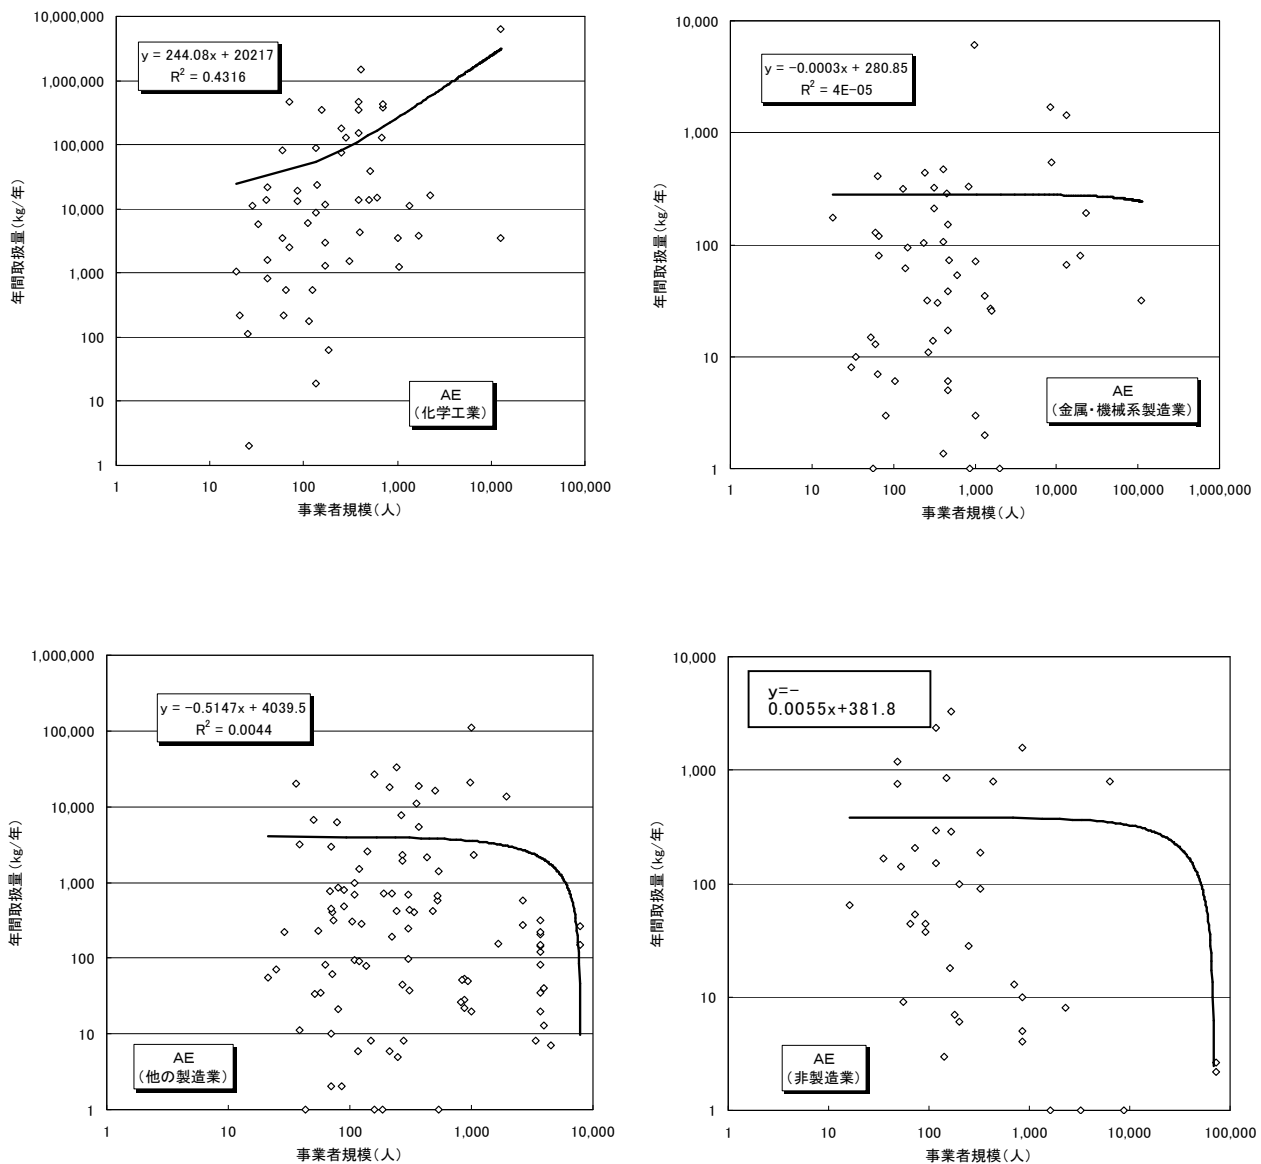 10,000,000
1,000,000
100,000
10,000
1,000
100
10
1
年間取扱量(kg/年)
y = 244.08x + 20217
R² = 0.4316
AE
(化学工業)
1 10 100 1,000 10,000 100,000
事業者規模(人)
10,000
1,000
100
10
1
年間取扱量(kg/年)
y = -0.0003x + 280.85
R² = 4E-05
AE
(金属・機械系製造業)
1 10 100 1,000 10,000 100,000 1,000,000
事業者規模(人)
1,000,000
100,000
10,000
1,000
100
10
1
年間取扱量(kg/年)
y = -0.5147x + 4039.5
R² = 0.0044
AE
(他の製造業)
1 10 100 1,000 10,000
事業者規模(人)
10,000
1,000
100
10
1
年間取扱量(kg/年)
y=-
0.0055x+381.8
AE
(非製造業)
1 10 100 1,000 10,000 100,000
事業者規模(人)